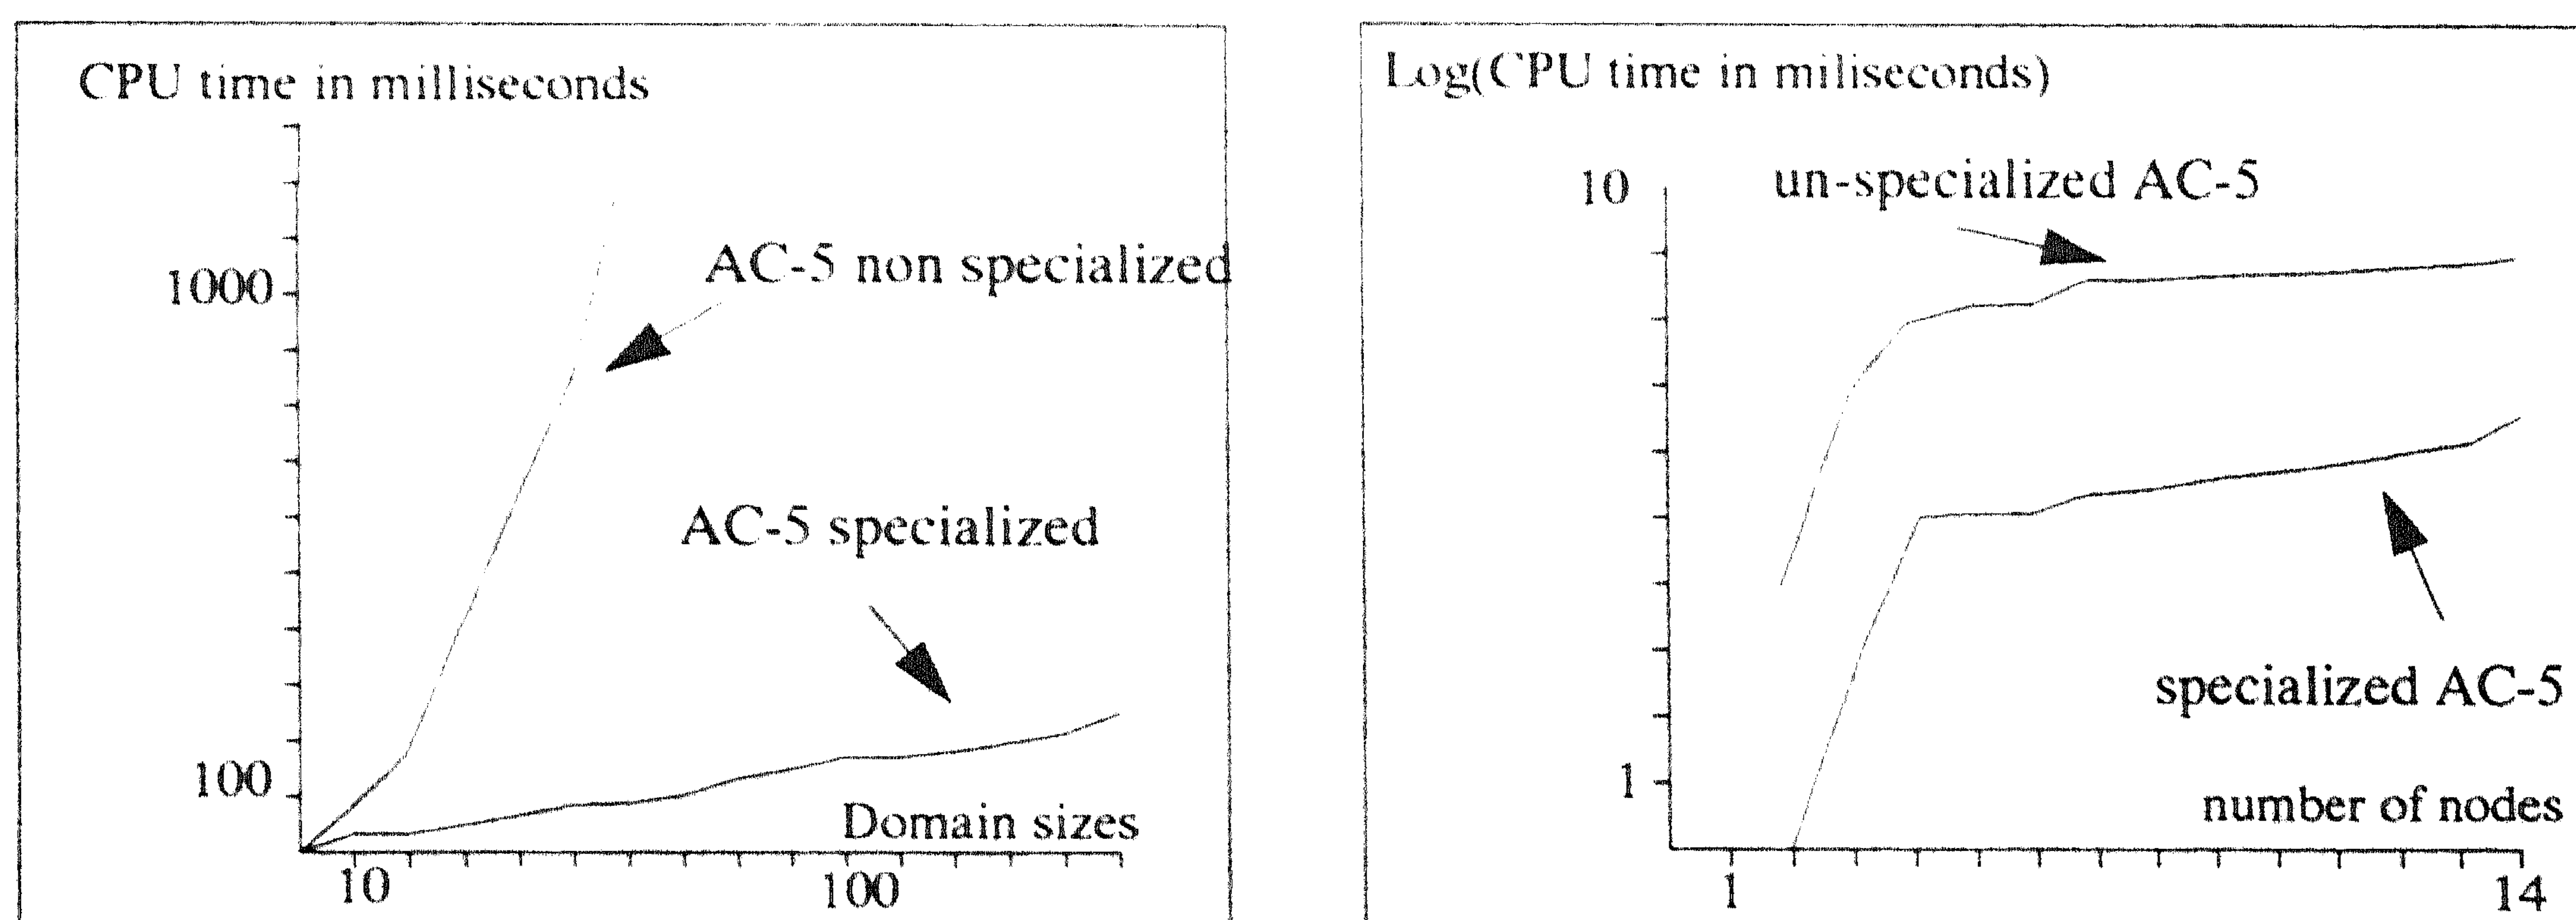 CPU time in milliseconds
1000
AC-5 non specialized
AC-5 specialized
100
Domain sizes
10
100
Log(CPU time in miliseconds)
10
un-specialized AC-5
specialized AC-5
1
number of nodes
1
14